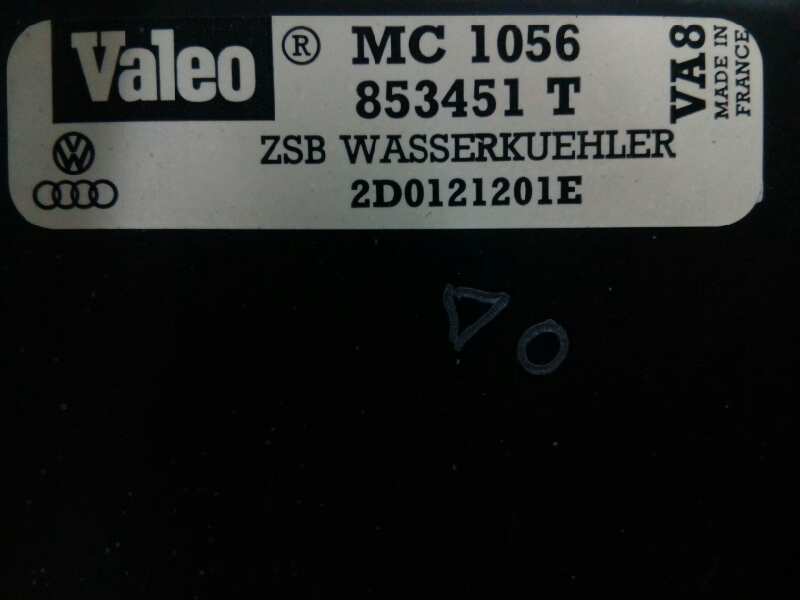 Valeo ® MC 1056
853451 T
ZSB WASSERKUEHLER
2D0121201E
VA8
MADE IN
FRANCE